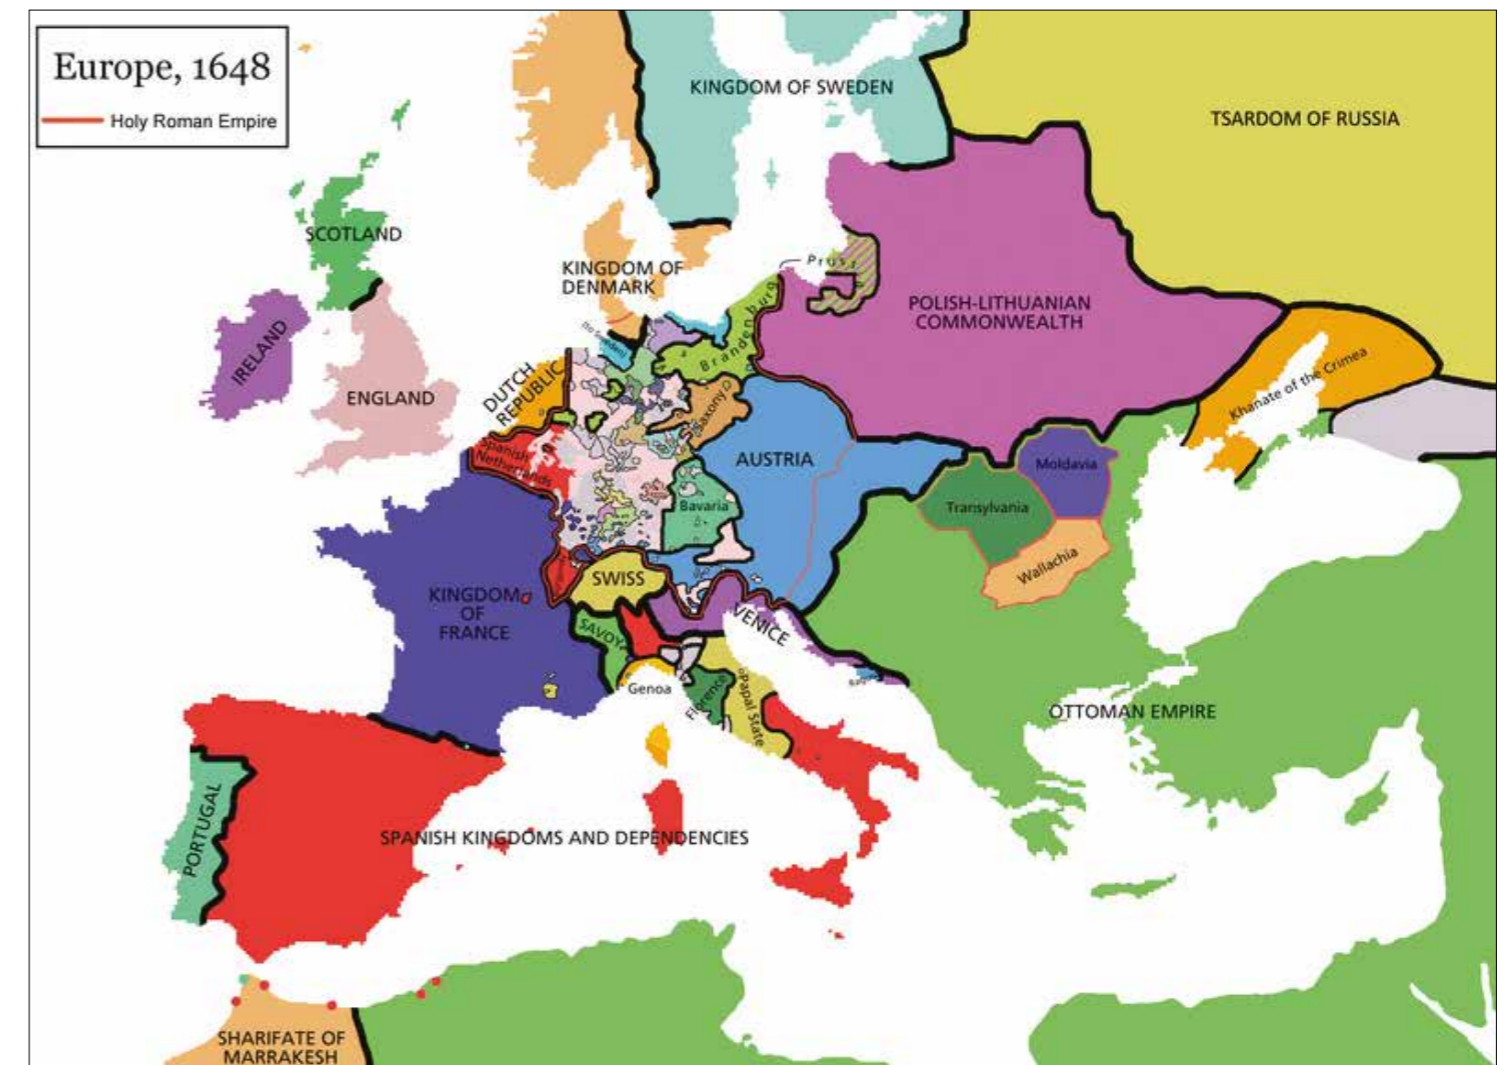 Europe, 1648
Holy Roman Empire
KINGDOM OF SWEDEN
TSARDOM OF RUSSIA
SCOTLAND
KINGDOM OF
DENMARK
IRELAND
ENGLAND
(to Sweden)
Brandenburg
POLISH-LITHUANIAN
COMMONWEALTH
DUTCH
REPUBLIC
Saxony
Khanate of the Crimea
Spanish
Netherlands
AUSTRIA
Moldavia
Bavaria
Transylvania
Wallachia
SWISS
KINGDOM
OF
FRANCE
SAVOY
VENICE
Genoa
Florence
Papal State
OTTOMAN EMPIRE
PORTUGAL
SPANISH KINGDOMS AND DEPENDENCIES
SHARIFATE OF
MARRAKESH